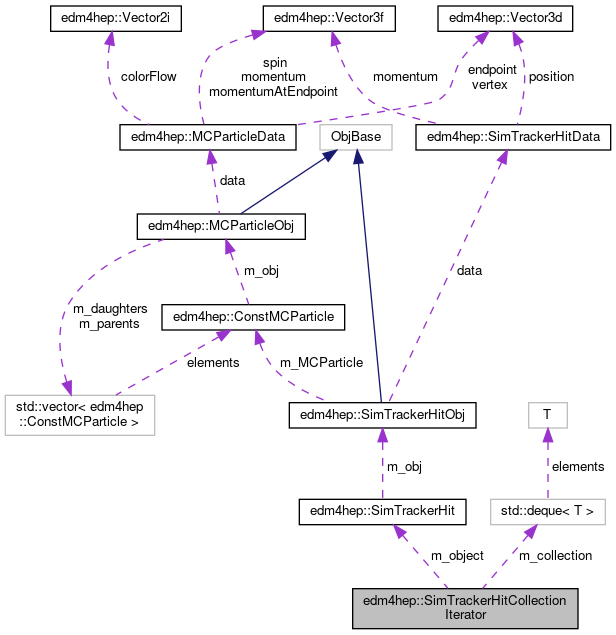 edm4hep::Vector2i
edm4hep::Vector3f
edm4hep::Vector3d
colorFlow
spin
momentum
momentumAtEndpoint
momentum
endpoint
vertex
position
edm4hep::MCParticleData
ObjBase
edm4hep::SimTrackerHitData
data
edm4hep::MCParticleObj
m_obj
data
m_daughters
m_parents
edm4hep::ConstMCParticle
elements
m_MCParticle
std::vector< edm4hep
::ConstMCParticle >
edm4hep::SimTrackerHitObj
T
m_obj
elements
edm4hep::SimTrackerHit
std::deque< T >
m_object
m_collection
edm4hep::SimTrackerHitCollection
Iterator